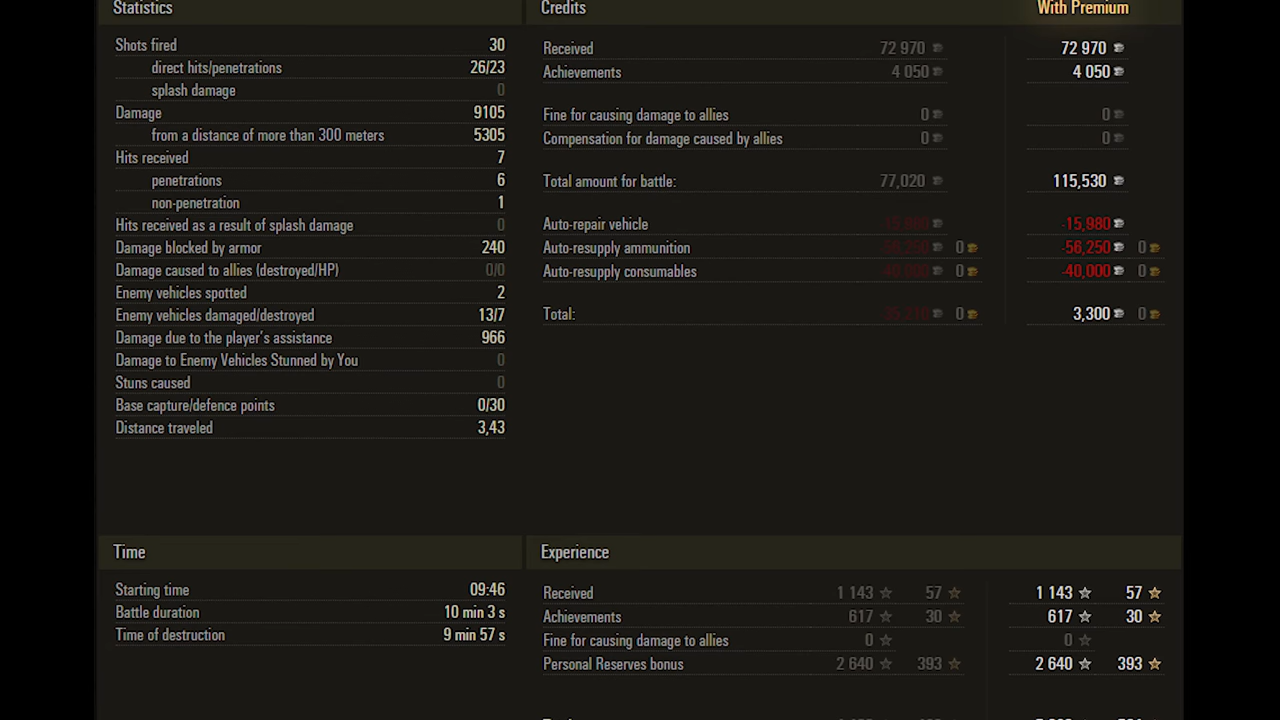 Statistics
Shots fired 30
direct hits/penetrations 26/23
splash damage 0
Damage 9105
from a distance of more than 300 meters 5305
Hits received 7
penetrations 6
non-penetration 1
Hits received as a result of splash damage 0
Damage blocked by armor 240
Damage caused to allies (destroyed/HP) 0/0
Enemy vehicles spotted 2
Enemy vehicles damaged/destroyed 13/7
Damage due to the player's assistance 966
Damage to Enemy Vehicles Stunned by You 0
Stuns caused 0
Base capture/defence points 0/30
Distance traveled 3,43
Credits With Premium
Received 72 970 72 970
Achievements 4 050 4 050
Fine for causing damage to allies 0 0
Compensation for damage caused by allies 0 0
Total amount for battle: 77,020 115,530
Auto-repair vehicle -15,980
Auto-resupply ammunition 0 -56,250 0
Auto-resupply consumables 0 -40,000 0
Total: 0 3,300 0
Time
Starting time 09:46
Battle duration 10 min 3 s
Time of destruction 9 min 57 s
Experience
Received 1 143 57 1 143 57
Achievements 617 30 617 30
Fine for causing damage to allies 0 0
Personal Reserves bonus 2 640 393 2 640 393